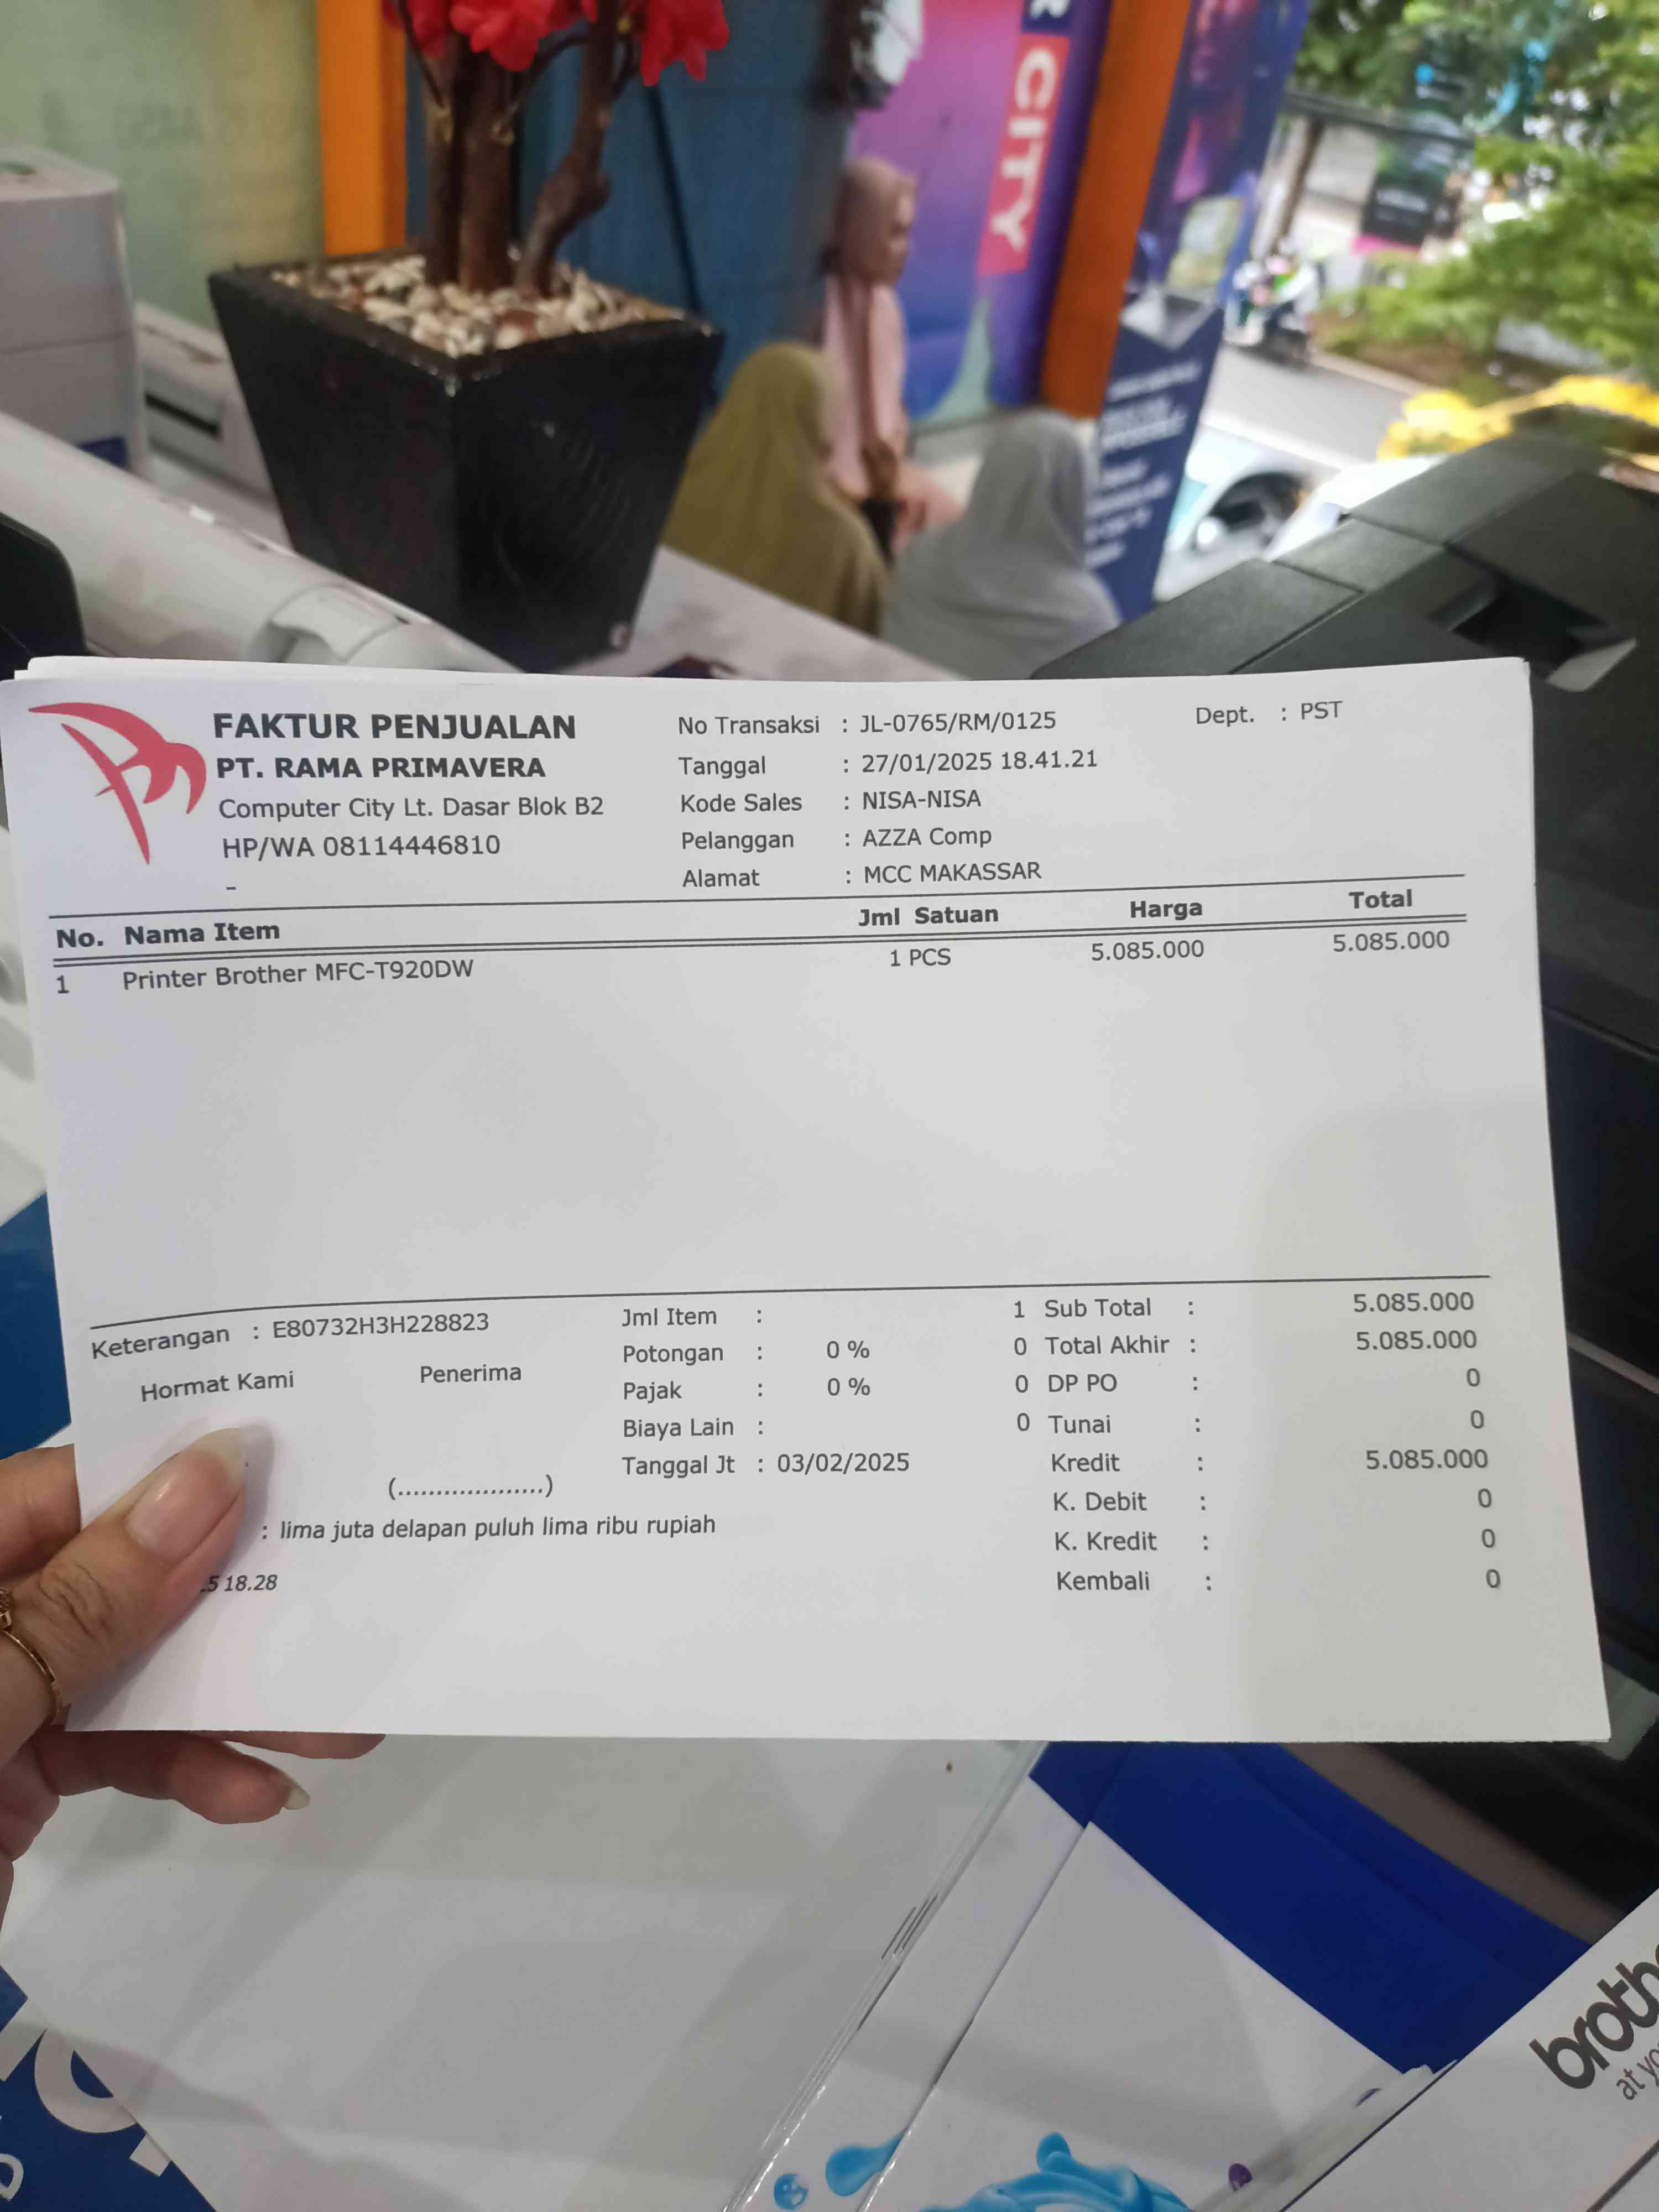 CITY
FAKTUR PENJUALAN
PT. RAMA PRIMAVERA
Computer City Lt. Dasar Blok B2
HP/WA 08114446810
-
No Transaksi : JL-0765/RM/0125
Dept. : PST
Tanggal : 27/01/2025 18.41.21
Kode Sales : NISA-NISA
Pelanggan : AZZA Comp
Alamat : MCC MAKASSAR
No. Nama Item Jml Satuan Harga Total
1 Printer Brother MFC-T920DW 1 PCS 5.085.000 5.085.000
Keterangan : E80732H3H228823
Hormat Kami Penerima
(...................)
: lima juta delapan puluh lima ribu rupiah
5 18.28
Jml Item : 1
Potongan : 0 % 0
Pajak : 0 % 0
Biaya Lain : 0
Tanggal Jt : 03/02/2025
Sub Total : 5.085.000
Total Akhir : 5.085.000
DP PO : 0
Tunai : 0
Kredit : 5.085.000
K. Debit : 0
K. Kredit : 0
Kembali : 0
broth
at yo